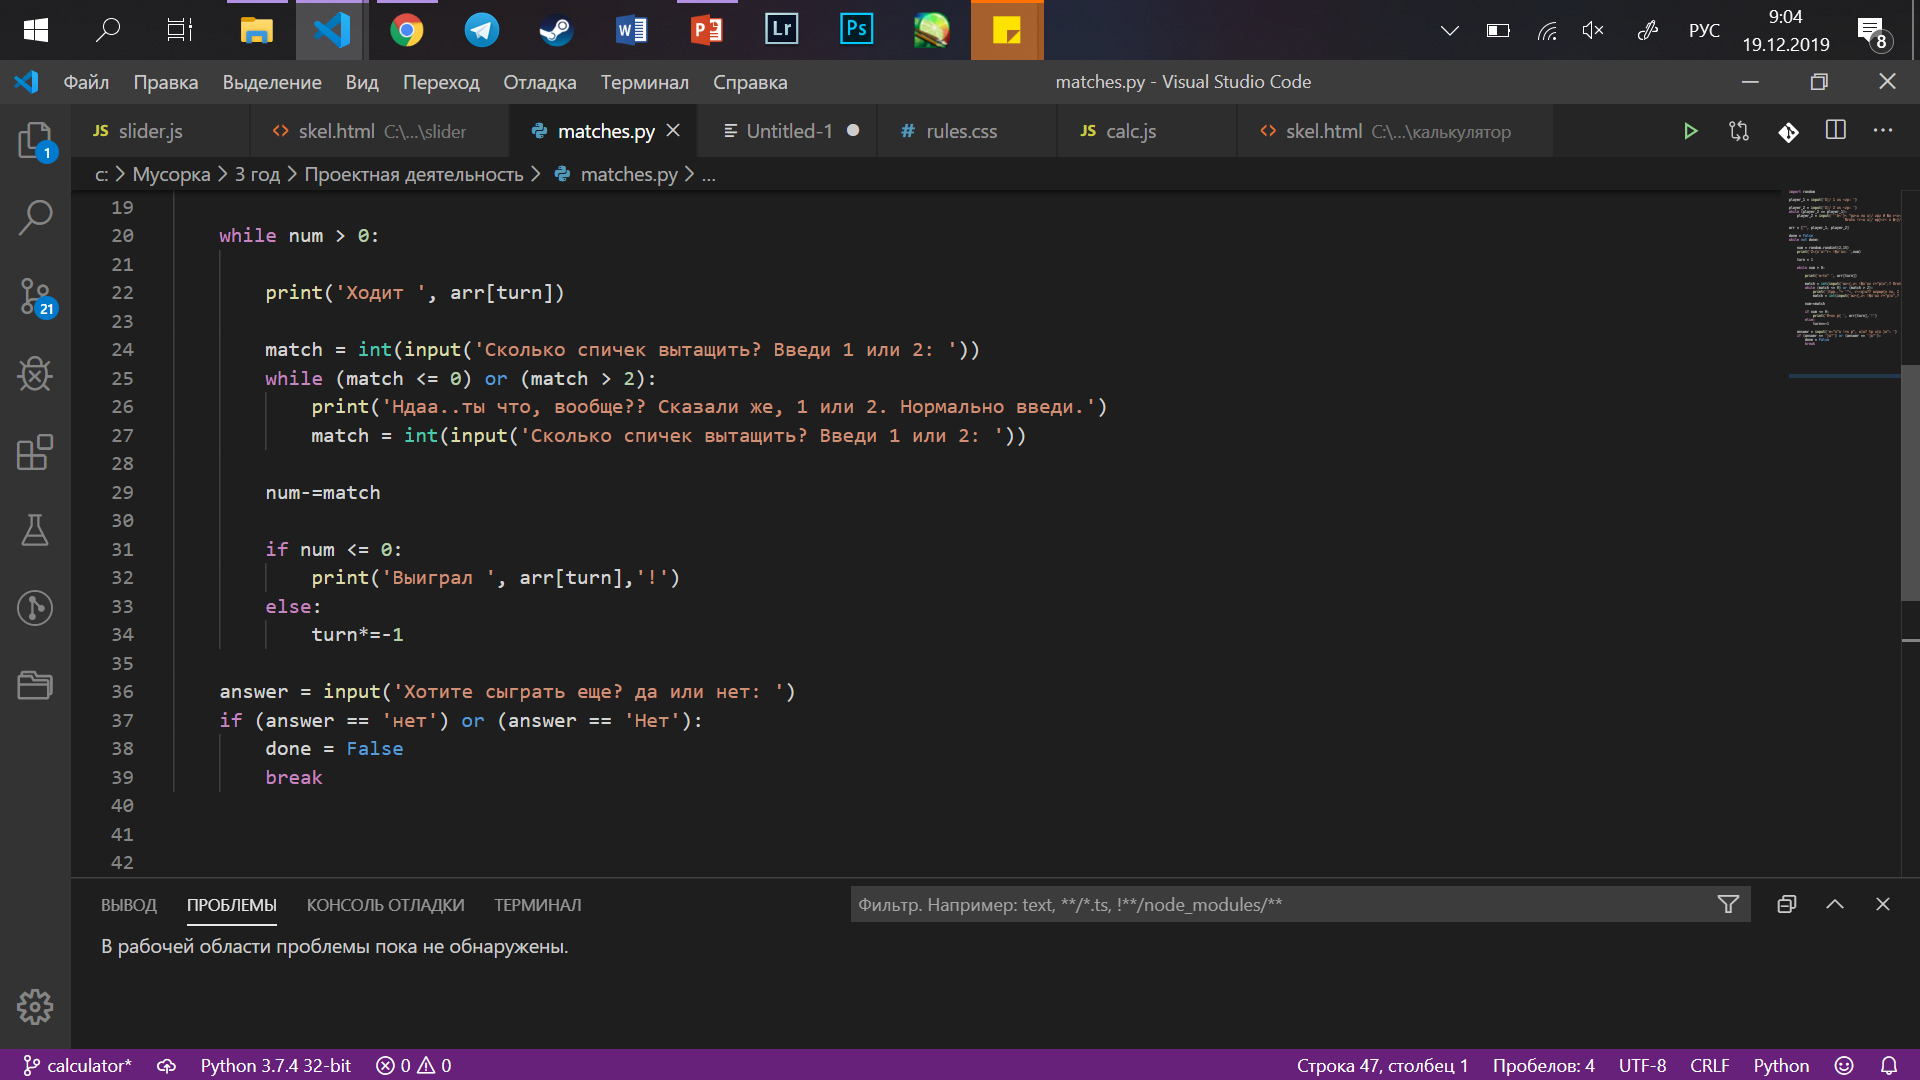 Lr
Ps
РУС
9:04
19.12.2019
8
Файл Правка Выделение Вид Переход Отладка Терминал Справка
matches.py - Visual Studio Code
JS slider.js
<> skel.html C:\...\slider
matches.py
Untitled-1
# rules.css
JS calc.js
<> skel.html C:\...\калькулятор
c: > Мусорка > 3 год > Проектная деятельность > matches.py > ...
1
21
19
20 while num > 0:
21
22 print('Ходит ', arr[turn])
23
24 match = int(input('Сколько спичек вытащить? Введи 1 или 2: '))
25 while (match <= 0) or (match > 2):
26 print('Ндаа..ты что, вообще?? Сказали же, 1 или 2. Нормально введи.')
27 match = int(input('Сколько спичек вытащить? Введи 1 или 2: '))
28
29 num-=match
30
31 if num <= 0:
32 print('Выиграл ', arr[turn],'!')
33 else:
34 turn*=-1
35
36 answer = input('Хотите сыграть еще? да или нет: ')
37 if (answer == 'нет') or (answer == 'Нет'):
38 done = False
39 break
40
41
42
ВЫВОД ПРОБЛЕМЫ КОНСОЛЬ ОТЛАДКИ ТЕРМИНАЛ
Фильтр. Например: text, **/*.ts, !**/node_modules/**
В рабочей области проблемы пока не обнаружены.
calculator* Python 3.7.4 32-bit 0 0
Строка 47, столбец 1 Пробелов: 4 UTF-8 CRLF Python